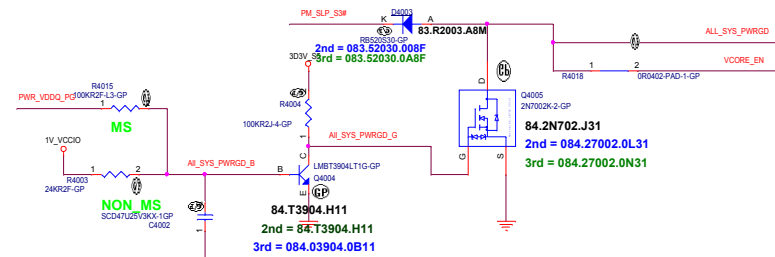 PM_SLP_S3#
D4003
K
A
RB520S30-GP
83.R2003.A8M
2nd = 083.52030.008F
3rd = 083.52030.0A8F
ALL_SYS_PWRGD
VCORE_EN
R4018
1
2
0R0402-PAD-1-GP
3D3V_S5
R4004
100KR2J-4-GP
1
All_SYS_PWRGD_G
D
Q4005
2N7002K-2-GP
84.2N702.J31
2nd = 084.27002.0L31
3rd = 084.27002.0N31
G
S
R4015
100KR2F-L3-GP
PWR_VDDQ_PG
1
MS
1V_VCCIO
1
2
R4003
24KR2F-GP
NON_MS
All_SYS_PWRGD_B
SCD47U25V3KX-1GP
C4002
C
B
E
LMBT3904LT1G-GP
Q4004
GP
84.T3904.H11
2nd = 84.T3904.H11
3rd = 084.03904.0B11